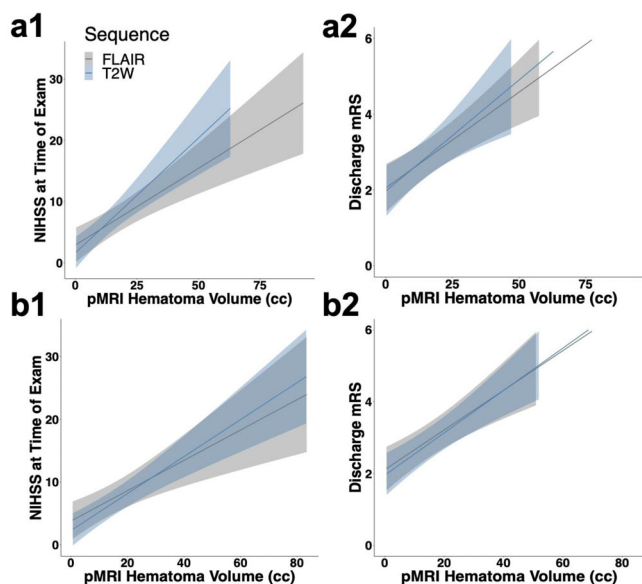 a1
Sequence
FLAIR
T2W
NIHSS at Time of Exam
30
20
10
0
0 25 50 75
pMRI Hematoma Volume (cc)
a2
Discharge mRS
6
4
2
0
0 25 50 75
pMRI Hematoma Volume (cc)
b1
NIHSS at Time of Exam
30
20
10
0
0 20 40 60 80
pMRI Hematoma Volume (cc)
b2
Discharge mRS
6
4
2
0
0 20 40 60 80
pMRI Hematoma Volume (cc)